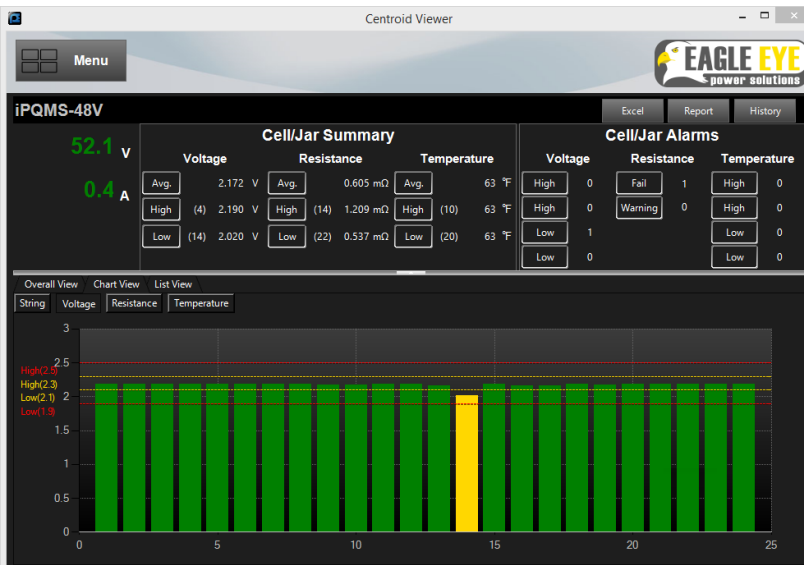 Centroid Viewer
Menu
EAGLE EYE
power solutions
iPQMS-48V
Excel Report History
52.1 V
0.4 A
Cell/Jar Summary
Voltage Resistance Temperature
Avg. 2.172 V Avg. 0.605 mΩ Avg. 63 °F
High (4) 2.190 V High (14) 1.209 mΩ High (10) 63 °F
Low (14) 2.020 V Low (22) 0.537 mΩ Low (20) 63 °F
Cell/Jar Alarms
Voltage Resistance Temperature
High 0 Fail 1 High 0
High 0 Warning 0 High 0
Low 1 Low 0
Low 0 Low 0
Overall View Chart View List View
String Voltage Resistance Temperature
3
2.5
High(2.5)
High(2.3)
Low(2.1)
2
Low(1.9)
1.5
1
0.5
0
0 5 10 15 20 25